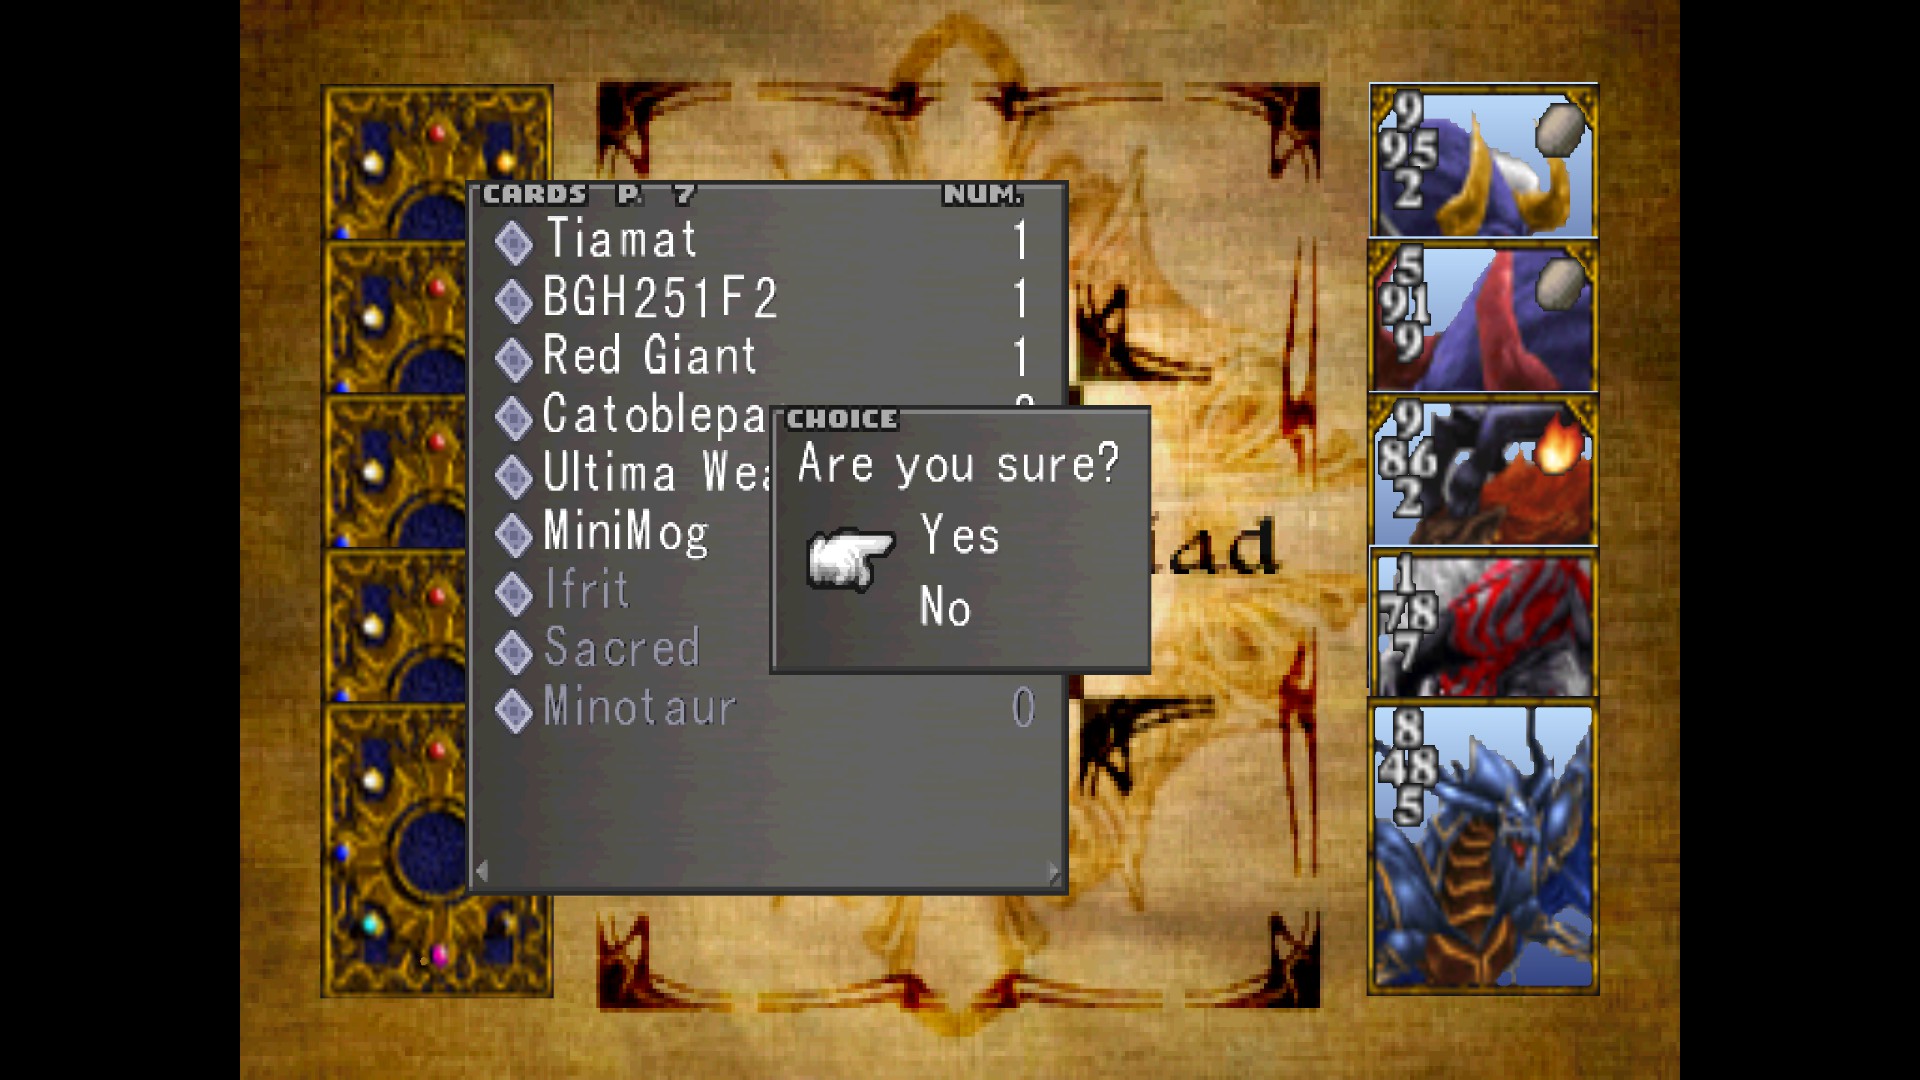 CARDS P. 7 NUM.
Tiamat 1
BGH251F2 1
Red Giant 1
Catoblepa
Ultima Wea
MiniMog
Ifrit
Sacred
Minotaur 0
CHOICE
Are you sure?
Yes
No
iad
9
95
2
5
91
9
9
86
2
1
78
7
8
48
5